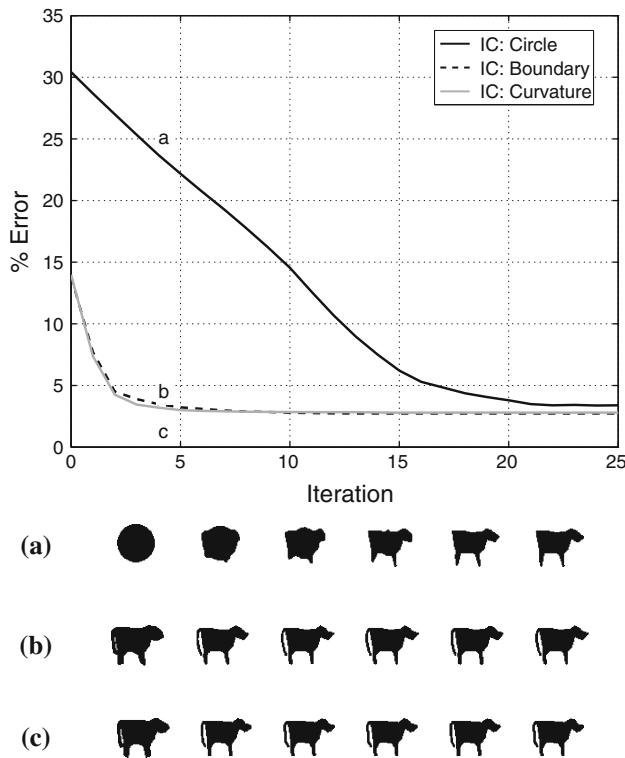 35
30
25
20
15
10
5
0
% Error
IC: Circle
IC: Boundary
IC: Curvature
a
b
c
0 5 10 15 20 25
Iteration
(a)
(b)
(c)